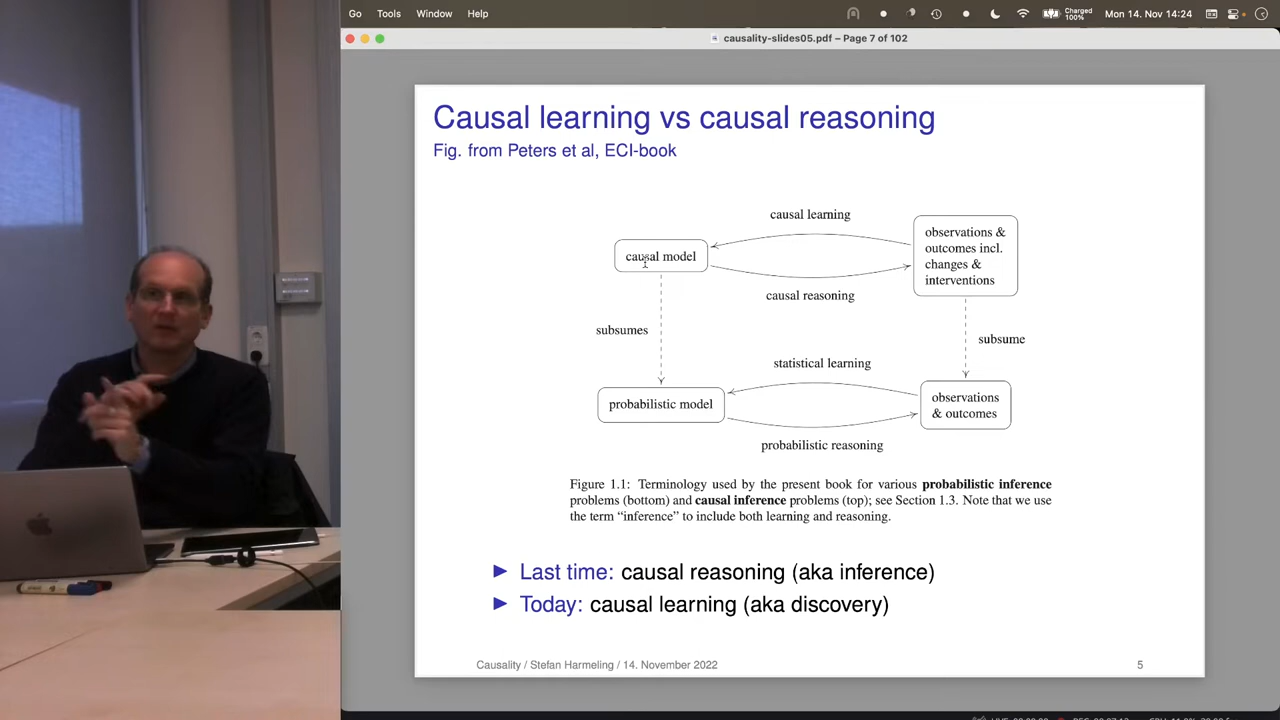 Go Tools Window Help
Charged
100%
Mon 14. Nov 14:24
causality-slides05.pdf – Page 7 of 102
Causal learning vs causal reasoning
Fig. from Peters et al, ECI-book
causal learning
causal model
observations &
outcomes incl.
changes &
interventions
causal reasoning
subsumes
subsume
statistical learning
probabilistic model
observations
& outcomes
probabilistic reasoning
Figure 1.1: Terminology used by the present book for various probabilistic inference
problems (bottom) and causal inference problems (top); see Section 1.3. Note that we use
the term “inference” to include both learning and reasoning.
Last time: causal reasoning (aka inference)
Today: causal learning (aka discovery)
Causality / Stefan Harmeling / 14. November 2022
5